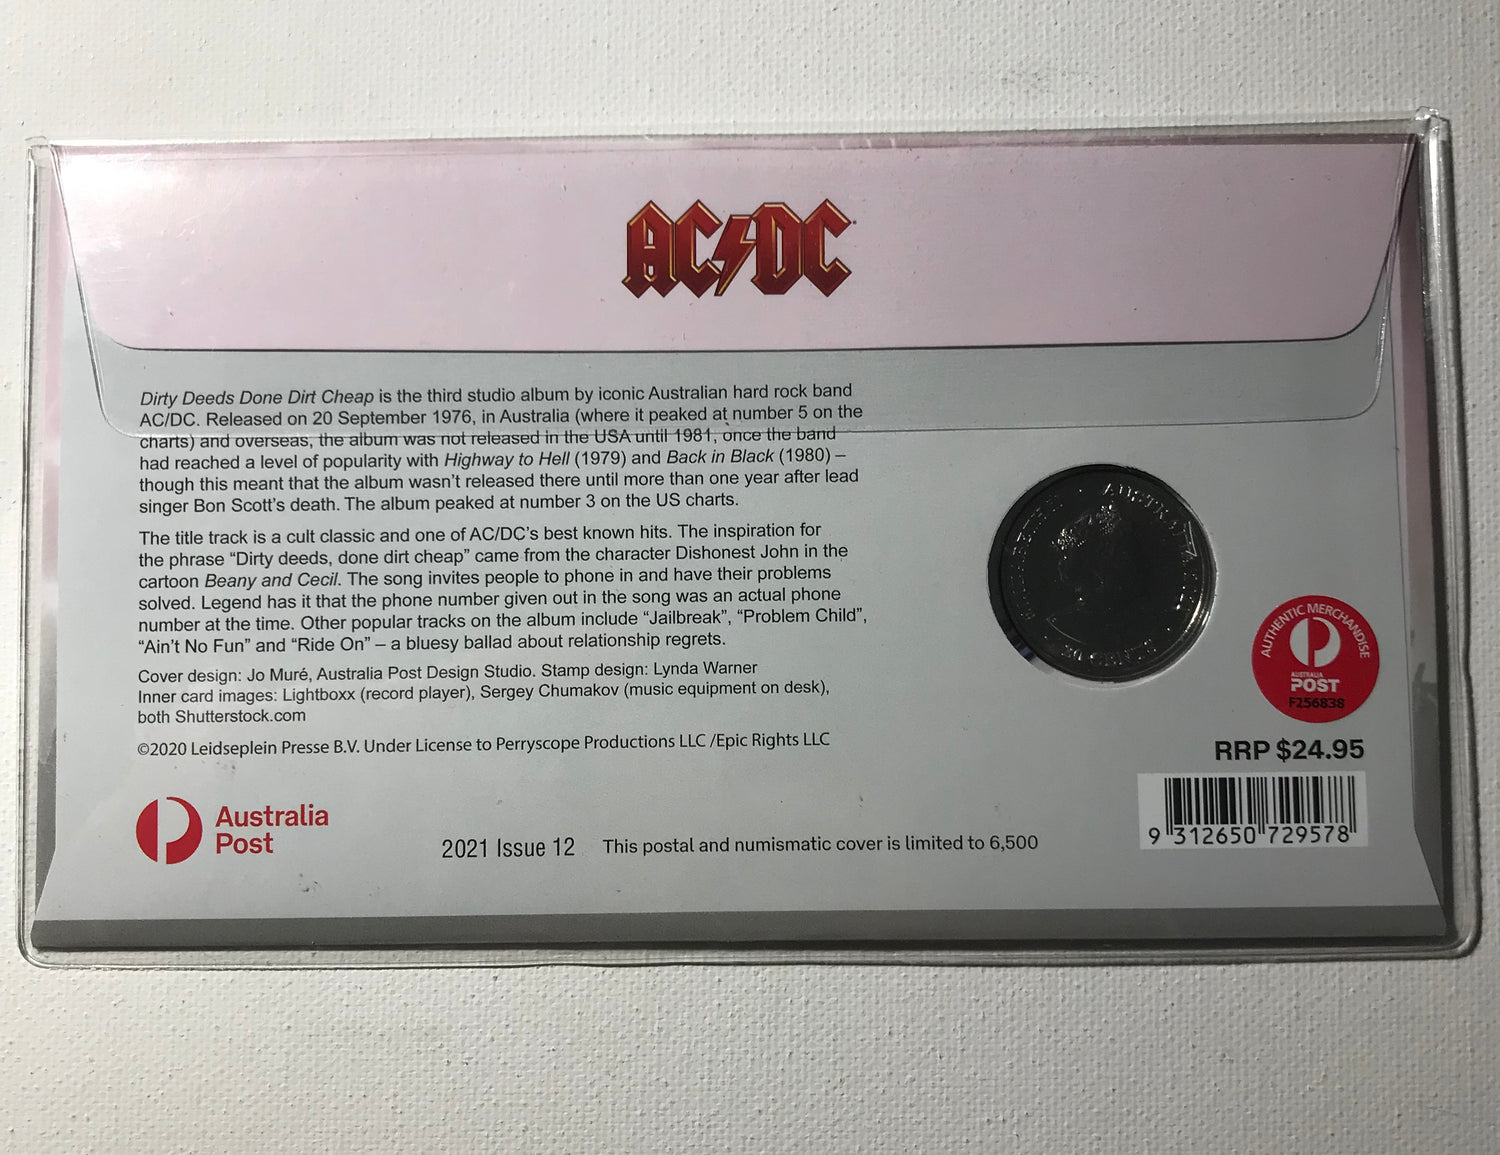 AC DC
Dirty Deeds Done Dirt Cheap is the third studio album by iconic Australian hard rock band
AC/DC. Released on 20 September 1976, in Australia (where it peaked at number 5 on the
charts) and overseas, the album was not released in the USA until 1981, once the band
had reached a level of popularity with Highway to Hell (1979) and Back in Black (1980) –
though this meant that the album wasn’t released there until more than one year after lead
singer Bon Scott’s death. The album peaked at number 3 on the US charts.
The title track is a cult classic and one of AC/DC’s best known hits. The inspiration for
the phrase “Dirty deeds, done dirt cheap” came from the character Dishonest John in the
cartoon Beany and Cecil. The song invites people to phone in and have their problems
solved. Legend has it that the phone number given out in the song was an actual phone
number at the time. Other popular tracks on the album include “Jailbreak”, “Problem Child”,
“Ain’t No Fun” and “Ride On” – a bluesy ballad about relationship regrets.
Cover design: Jo Muré, Australia Post Design Studio. Stamp design: Lynda Warner
Inner card images: Lightboxx (record player), Sergey Chumakov (music equipment on desk),
both Shutterstock.com
©2020 Leidseplein Presse B.V. Under License to Perryscope Productions LLC /Epic Rights LLC
Australia
Post
2021 Issue 12 This postal and numismatic cover is limited to 6,500
ELIZABETH II · AUSTRALIA
20 CENTS
AUTHENTIC MERCHANDISE
AUSTRALIA
POST
F256838
RRP $24.95
9 312650 729578